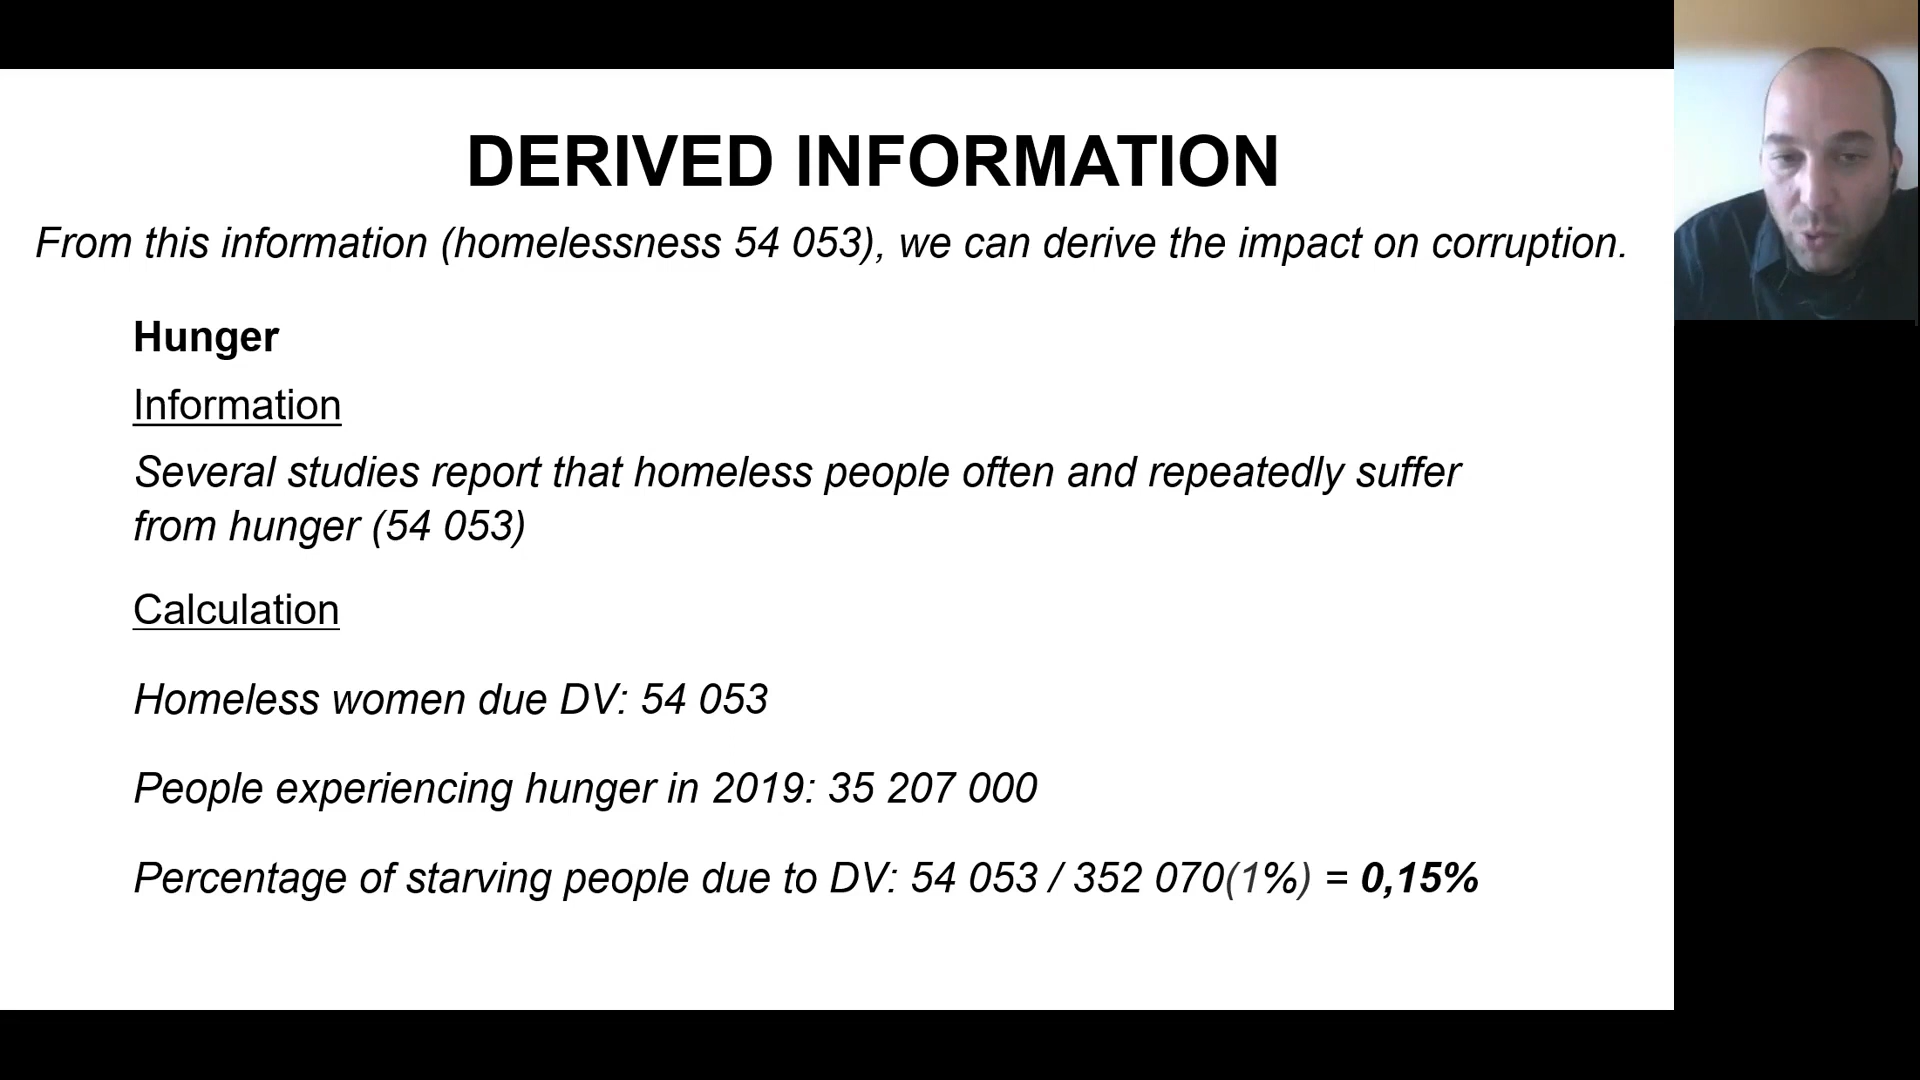 DERIVED INFORMATION
From this information (homelessness 54 053), we can derive the impact on corruption.
Hunger
Information
Several studies report that homeless people often and repeatedly suffer
from hunger (54 053)
Calculation
Homeless women due DV: 54 053
People experiencing hunger in 2019: 35 207 000
Percentage of starving people due to DV: 54 053 / 352 070(1%) = 0,15%